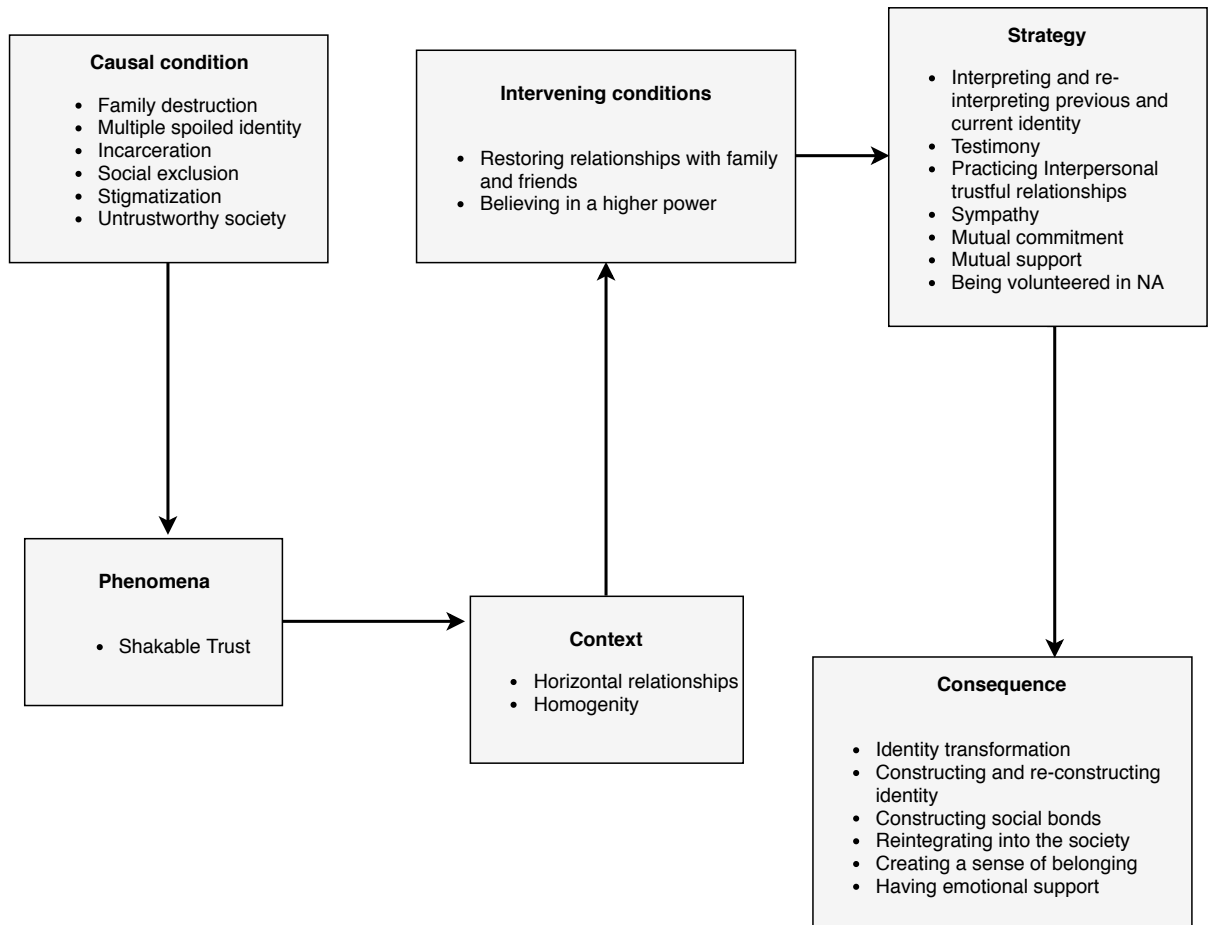 Causal condition
• Family destruction
• Multiple spoiled identity
• Incarceration
• Social exclusion
• Stigmatization
• Untrustworthy society
Phenomena
• Shakable Trust
Context
• Horizontal relationships
• Homogenity
Intervening conditions
• Restoring relationships with family
and friends
• Believing in a higher power
Strategy
• Interpreting and re-
interpreting previous and
current identity
• Testimony
• Practicing Interpersonal
trustful relationships
• Sympathy
• Mutual commitment
• Mutual support
• Being volunteered in NA
Consequence
• Identity transformation
• Constructing and re-constructing
identity
• Constructing social bonds
• Reintegrating into the society
• Creating a sense of belonging
• Having emotional support